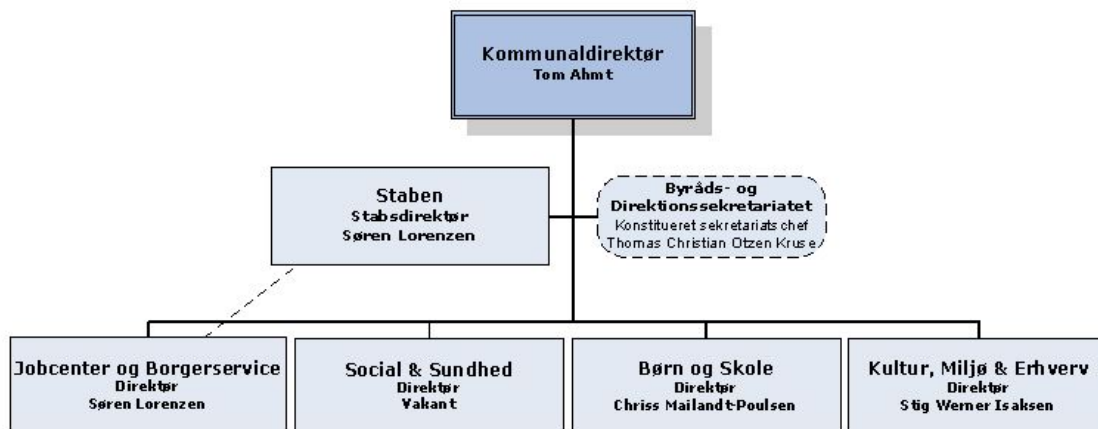 Kommunaldirektør
Tom Ahmt
Staben
Stabsdirektør
Søren Lorenzen
Byråds- og
Direktionssekretariatet
Konstitueret sekretariatschef
Thomas Christian Otzen Kruse
Jobcenter og Borgerservice
Direktør
Søren Lorenzen
Social & Sundhed
Direktør
Vakant
Børn og Skole
Direktør
Chriss Mailandt-Poulsen
Kultur, Miljø & Erhverv
Direktør
Stig Werner Isaksen